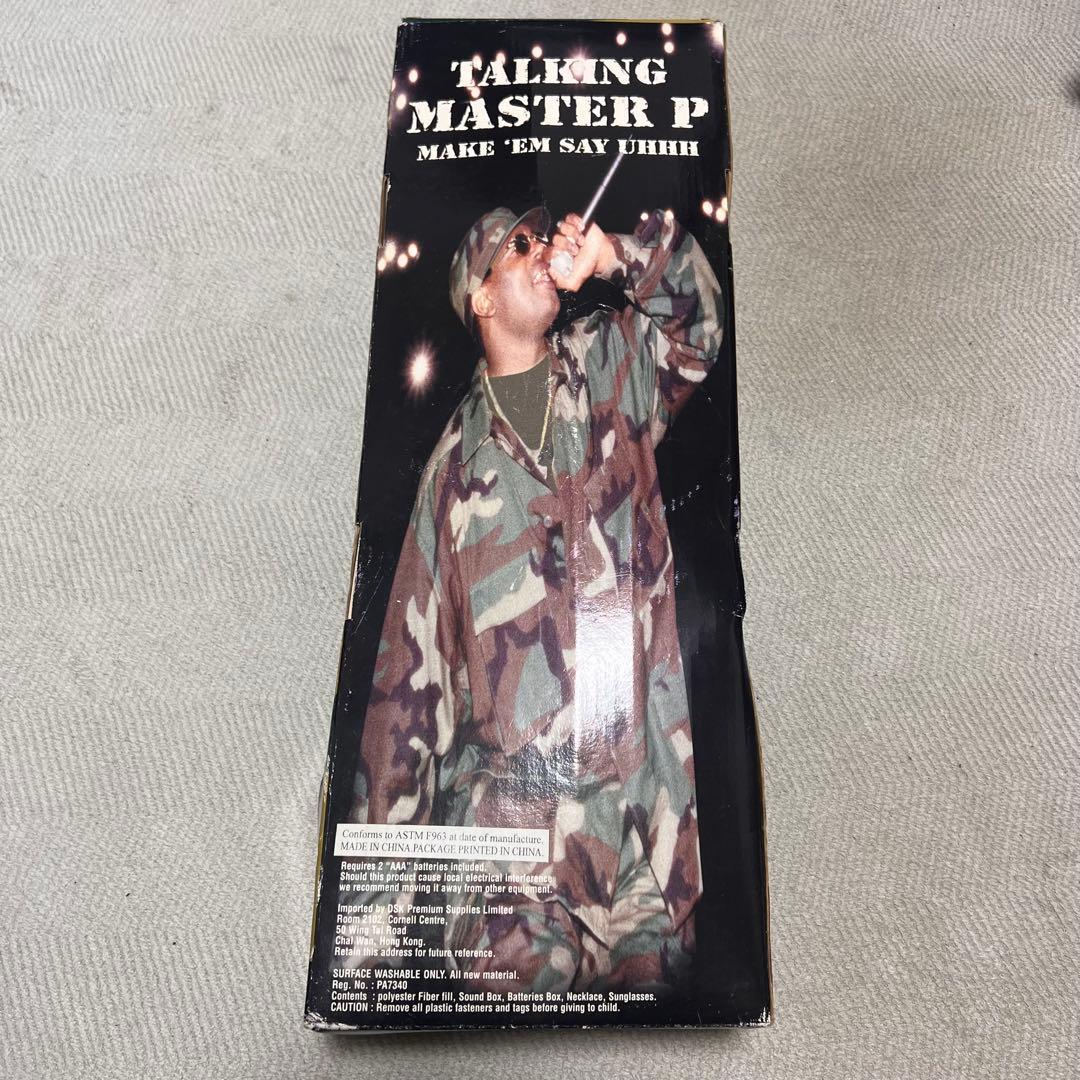 TALKING
MASTER P
MAKE 'EM SAY UHHH
Conforms to ASTM F963 at date of manufacture.
MADE IN CHINA.PACKAGE PRINTED IN CHINA.
Requires 2 "AAA" batteries included.
Should this product cause local electrical interference
we recommend moving it away from other equipment.
Imported by DSK Premium Supplies Limited
Room 2102, Cornell Centre,
50 Wing Tai Road
Chai Wan, Hong Kong.
Retain this address for future reference.
SURFACE WASHABLE ONLY. All new material.
Reg. No. : PA7340
Contents : polyester Fiber fill, Sound Box, Batteries Box, Necklace, Sunglasses.
CAUTION : Remove all plastic fasteners and tags before giving to child.